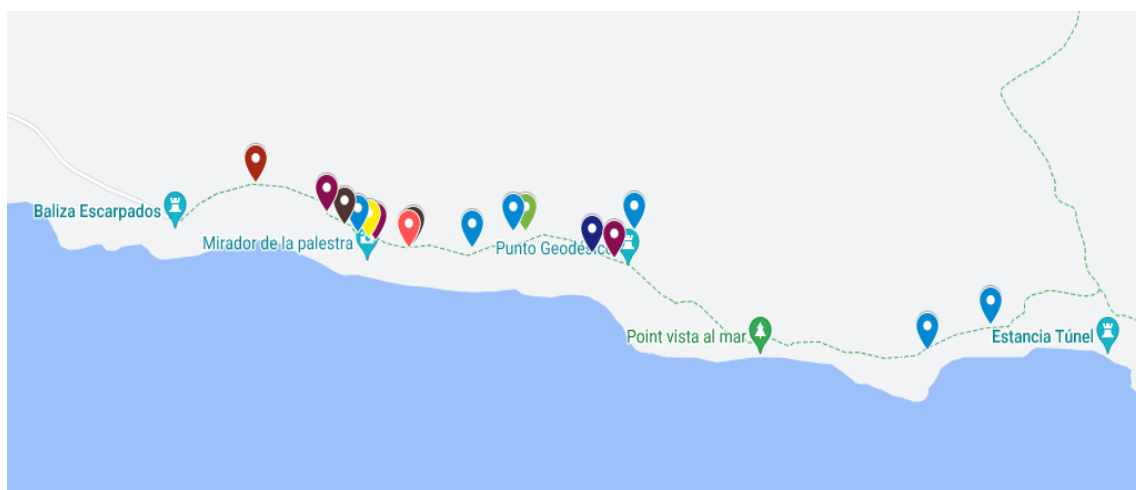 Baliza Escarpados
Mirador de la palestra
Punto Geodésico
Point vista al mar
Estancia Túnel